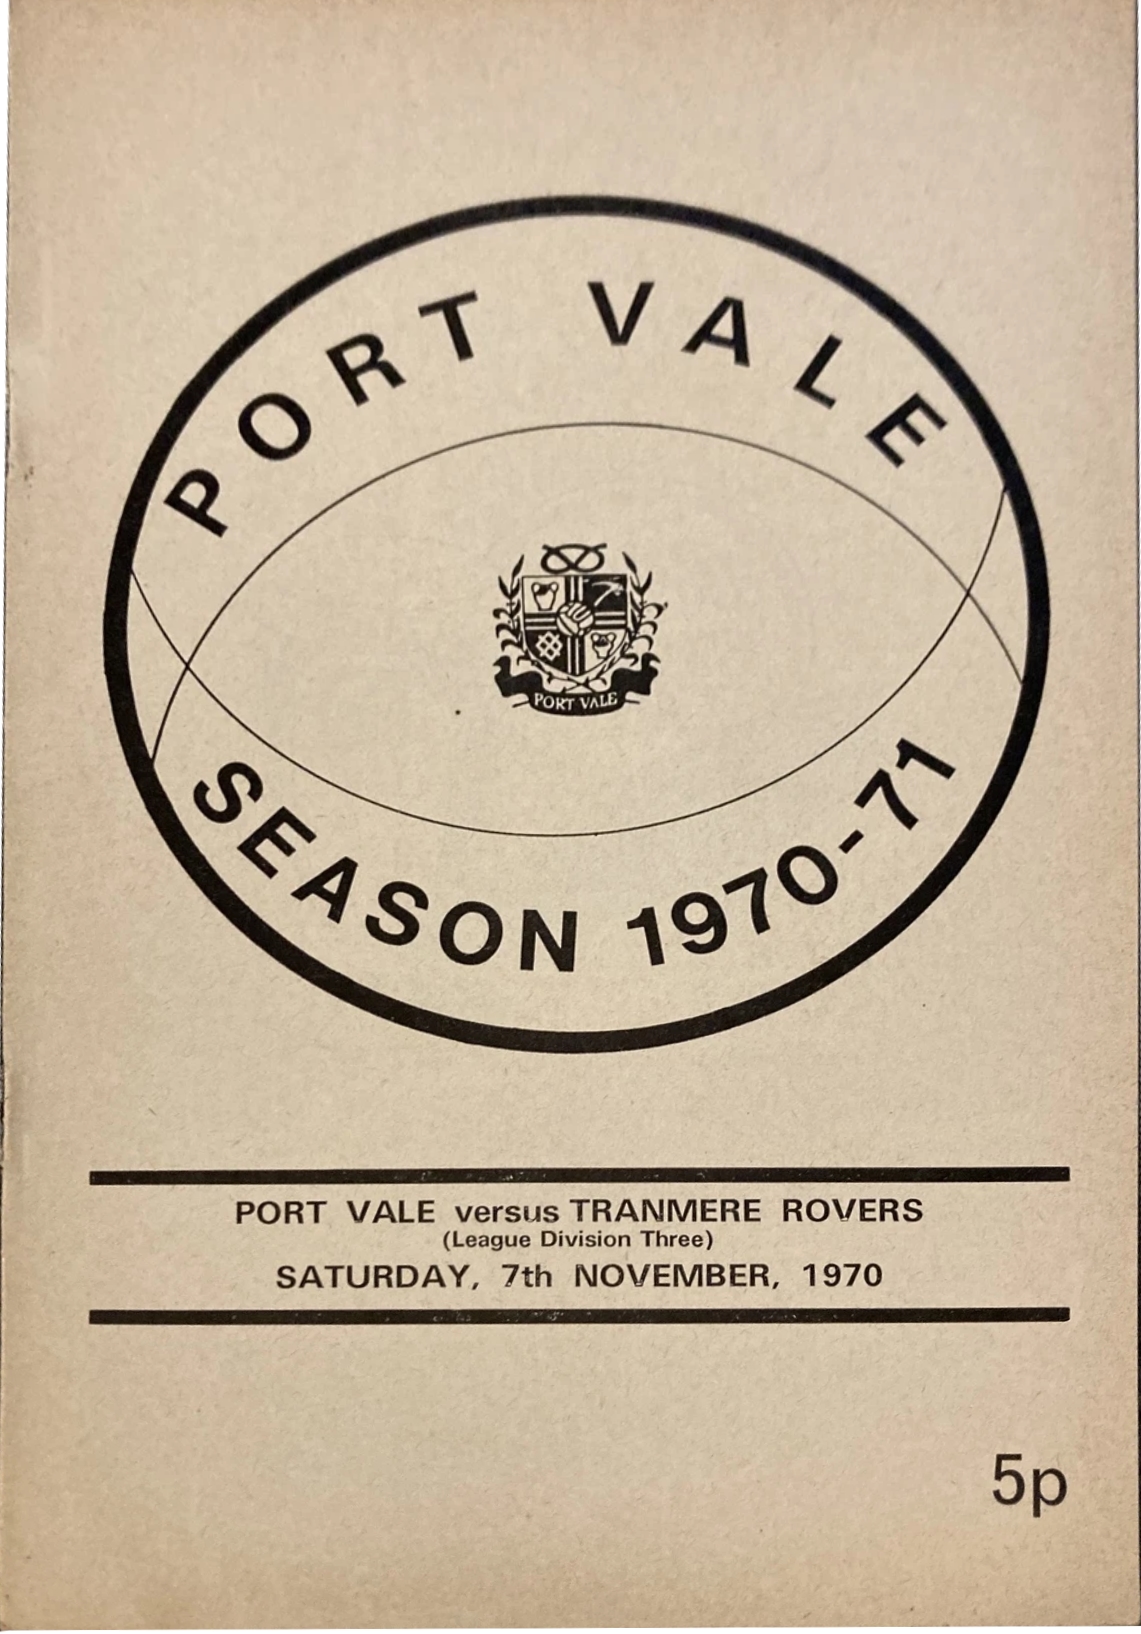 PORT VALE
PORT VALE
SEASON 1970-71
PORT VALE versus TRANMERE ROVERS
(League Division Three)
SATURDAY, 7th NOVEMBER, 1970
5p